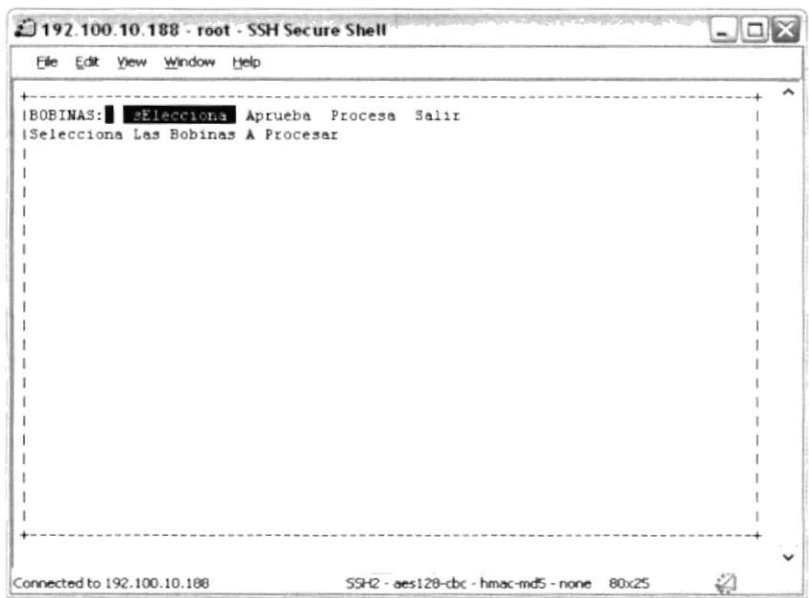 192.100.10.188 - root - SSH Secure Shell
File Edit View Window Help
BOBINAS: sElecciona Aprueba Procesa Salir
Selecciona Las Bobinas A Procesar
Connected to 192.100.10.188 SSH2 - aes128-cbc - hmac-md5 - none 80x25